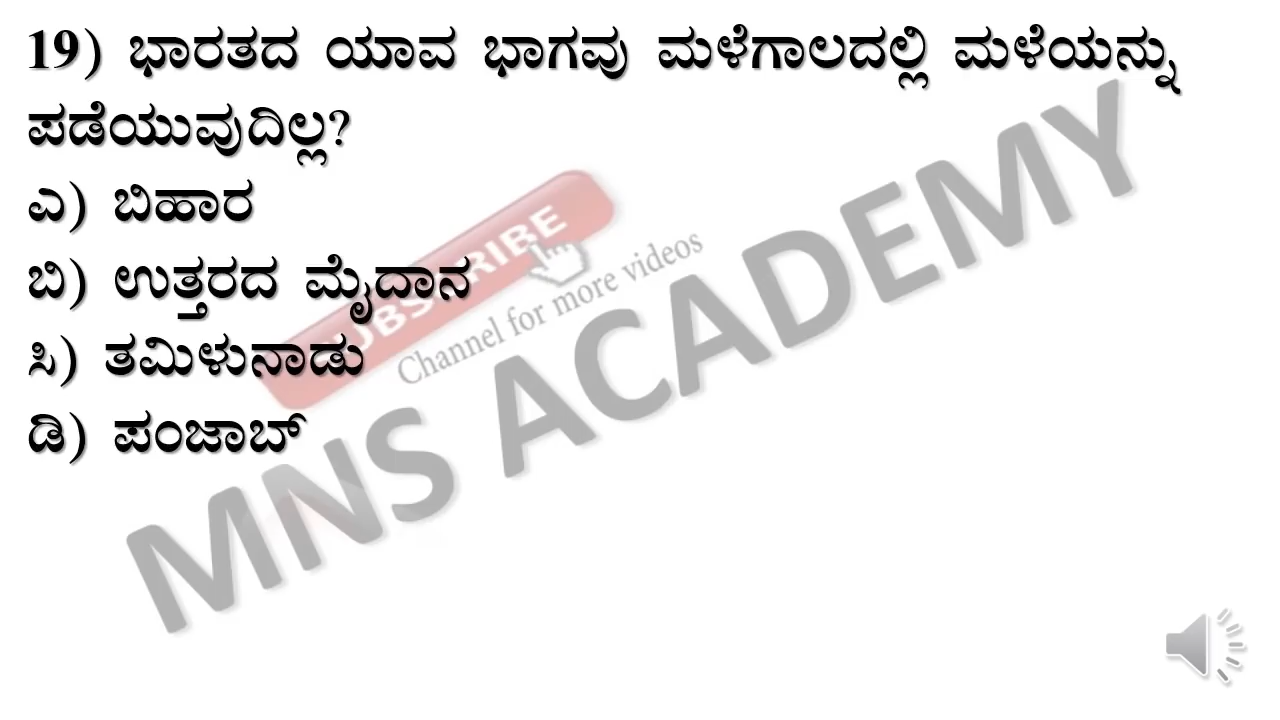 19) ಭಾರತದ ಯಾವ ಭಾಗವು ಮಳೆಗಾಲದಲ್ಲಿ ಮಳೆಯನ್ನು
ಪಡೆಯುವುದಿಲ್ಲ?
ಎ) ಬಿಹಾರ
ಬಿ) ಉತ್ತರದ ಮೈದಾನ
ಸಿ) ತಮಿಳುನಾಡು
ಡಿ) ಪಂಜಾಬ್
SUBSCRIBE
Channel for more videos
MNS ACADEMY